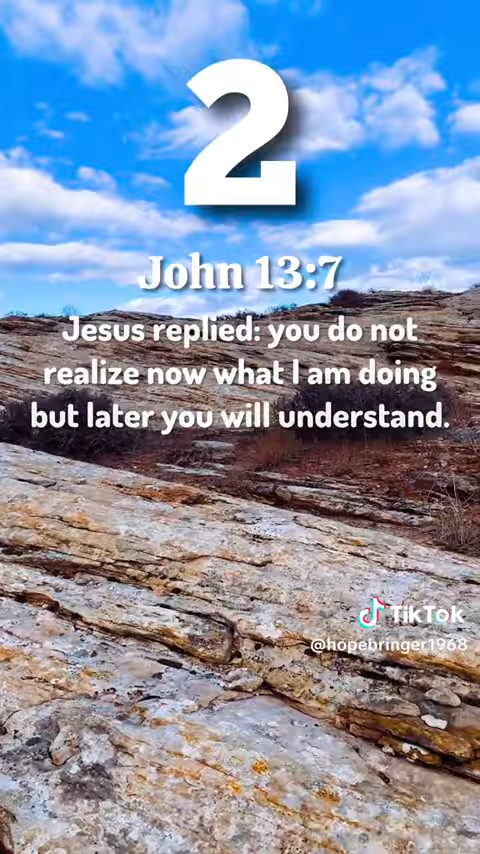 2
John 13:7
Jesus replied: you do not
realize now what I am doing
but later you will understand.
TikTok
@hopebringer1968